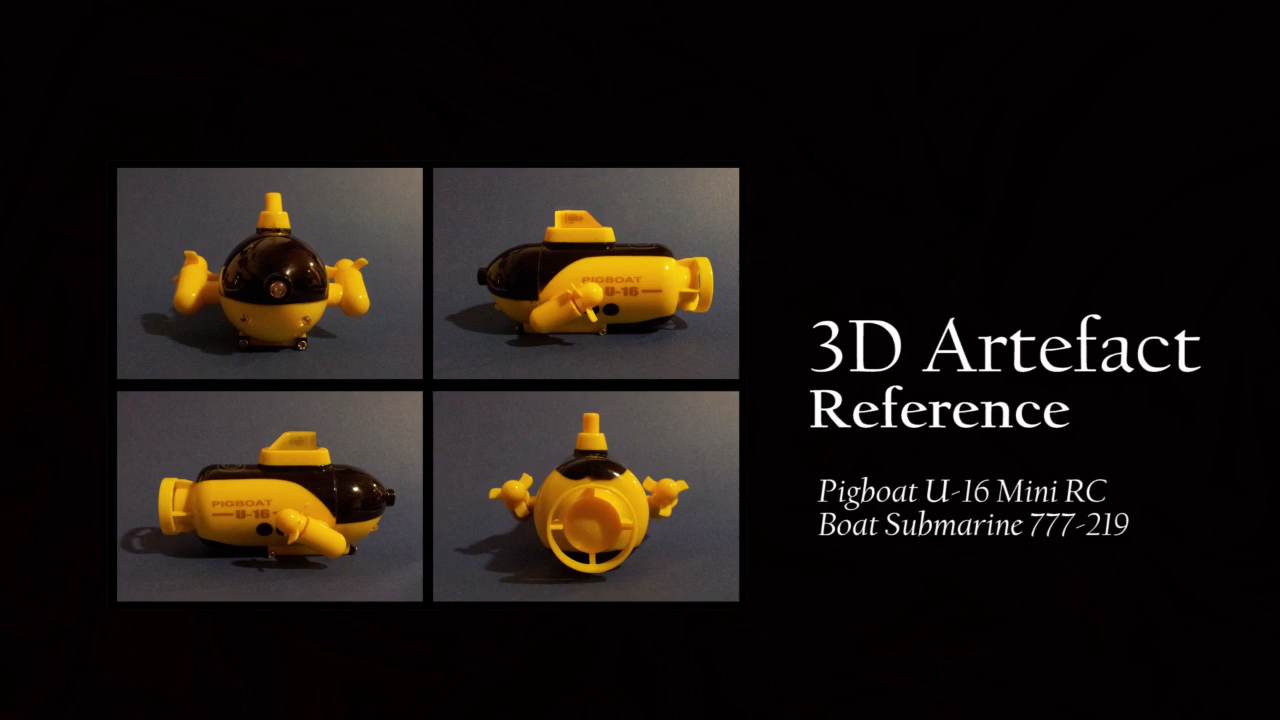 PIGBOAT
U-16
PIGBOAT
U-16
3D Artefact
Reference
Pigboat U-16 Mini RC
Boat Submarine 777-219